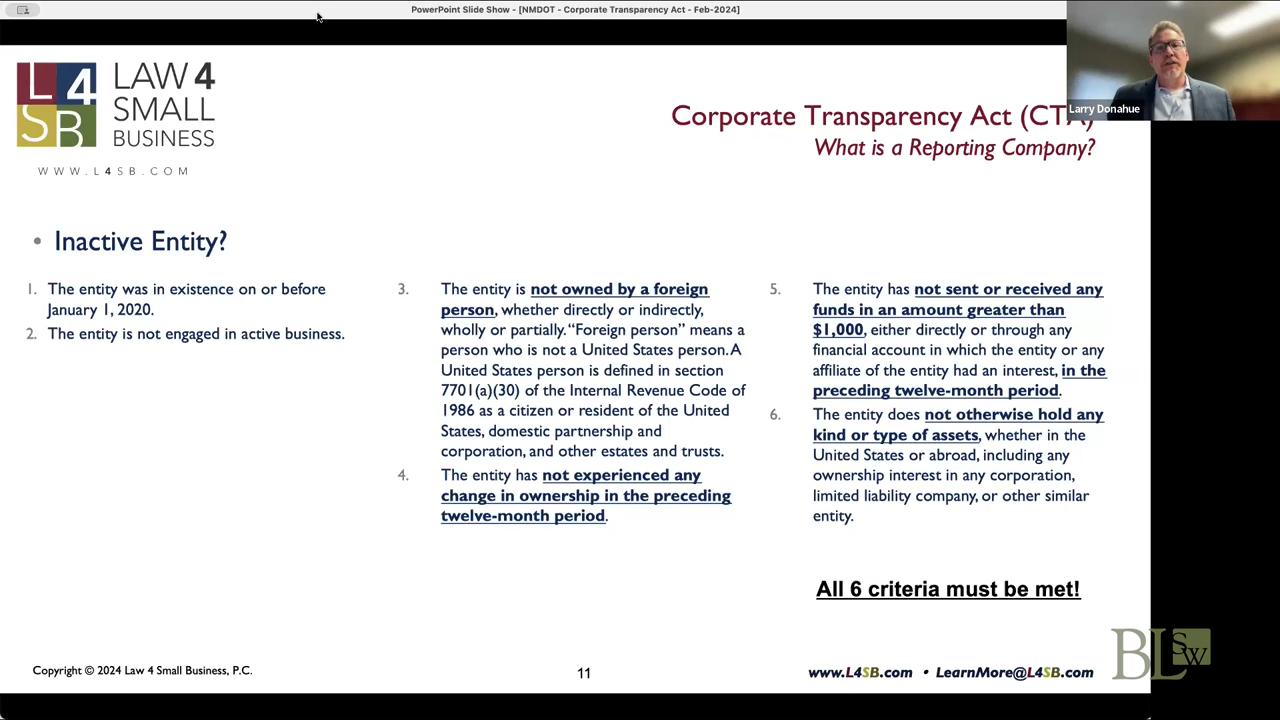 PowerPoint Slide Show - [NMDOT - Corporate Transparency Act - Feb-2024]
Larry Donahue
L4
SB
LAW 4
SMALL
BUSINESS
WWW.L4SB.COM
Corporate Transparency Act (CTA)
What is a Reporting Company?
• Inactive Entity?
1. The entity was in existence on or before
January 1, 2020.
2. The entity is not engaged in active business.
3. The entity is not owned by a foreign
person, whether directly or indirectly,
wholly or partially. “Foreign person” means a
person who is not a United States person. A
United States person is defined in section
7701(a)(30) of the Internal Revenue Code of
1986 as a citizen or resident of the United
States, domestic partnership and
corporation, and other estates and trusts.
4. The entity has not experienced any
change in ownership in the preceding
twelve-month period.
5. The entity has not sent or received any
funds in an amount greater than
$1,000, either directly or through any
financial account in which the entity or any
affiliate of the entity had an interest, in the
preceding twelve-month period.
6. The entity does not otherwise hold any
kind or type of assets, whether in the
United States or abroad, including any
ownership interest in any corporation,
limited liability company, or other similar
entity.
All 6 criteria must be met!
Copyright © 2024 Law 4 Small Business, P.C.
11
www.L4SB.com • LearnMore@L4SB.com
BLSW